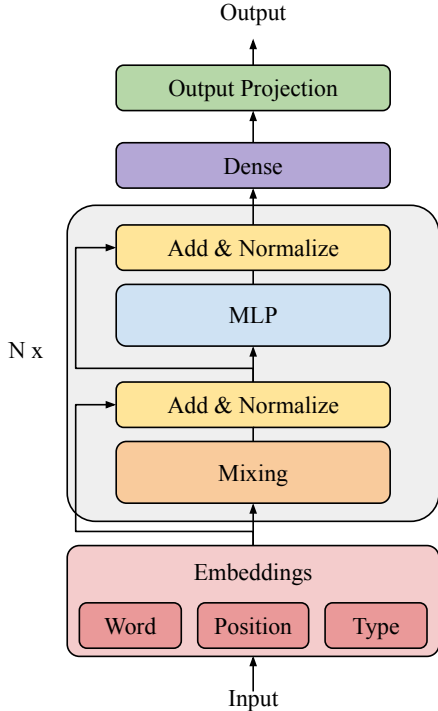 Output
Output Projection
Dense
Add & Normalize
MLP
N x
Add & Normalize
Mixing
Embeddings
Word Position Type
Input